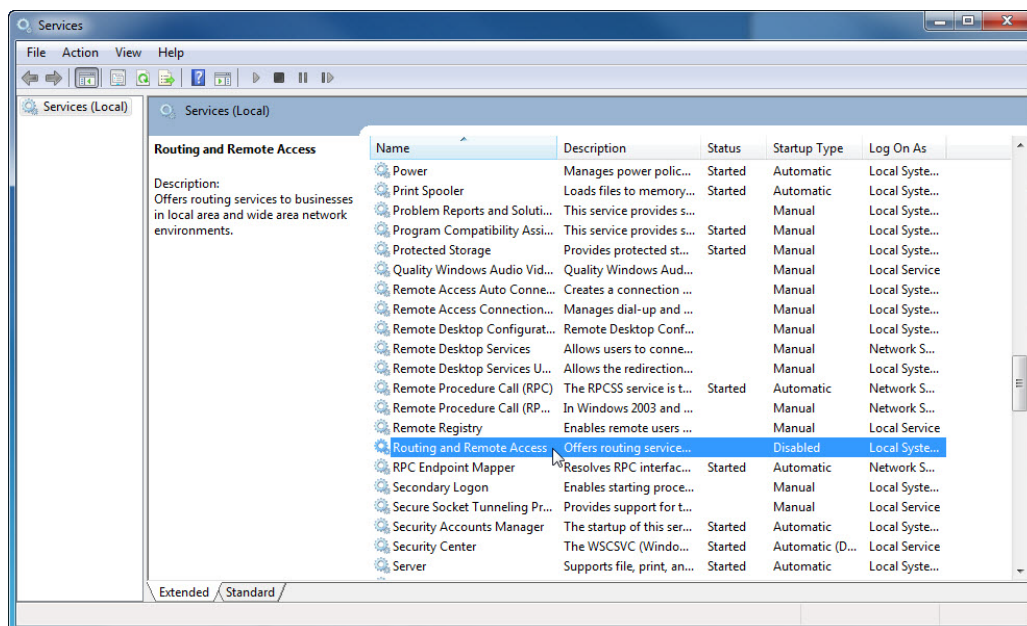 Services
File Action View Help
Services (Local)
Services (Local)
Routing and Remote Access
Description:
Offers routing services to businesses
in local area and wide area network
environments.
Name Description Status Startup Type Log On As
Power Manages power polic... Started Automatic Local Syste...
Print Spooler Loads files to memory... Started Automatic Local Syste...
Problem Reports and Soluti... This service provides s... Manual Local Syste...
Program Compatibility Assi... This service provides s... Started Manual Local Syste...
Protected Storage Provides protected st... Started Manual Local Syste...
Quality Windows Audio Vid... Quality Windows Aud... Manual Local Service
Remote Access Auto Conne... Creates a connection ... Manual Local Syste...
Remote Access Connection... Manages dial-up and ... Manual Local Syste...
Remote Desktop Configurat... Remote Desktop Conf... Manual Local Syste...
Remote Desktop Services Allows users to conne... Manual Network S...
Remote Desktop Services U... Allows the redirection... Manual Local Syste...
Remote Procedure Call (RPC) The RPCSS service is t... Started Automatic Network S...
Remote Procedure Call (RP... In Windows 2003 and ... Manual Network S...
Remote Registry Enables remote users ... Manual Local Service
Routing and Remote Access Offers routing service... Disabled Local Syste...
RPC Endpoint Mapper Resolves RPC interfac... Started Automatic Network S...
Secondary Logon Enables starting proce... Manual Local Syste...
Secure Socket Tunneling Pr... Provides support for t... Manual Local Service
Security Accounts Manager The startup of this ser... Started Automatic Local Syste...
Security Center The WSCSVC (Windo... Started Automatic (D... Local Service
Server Supports file, print, an... Started Automatic Local Syste...
Extended Standard